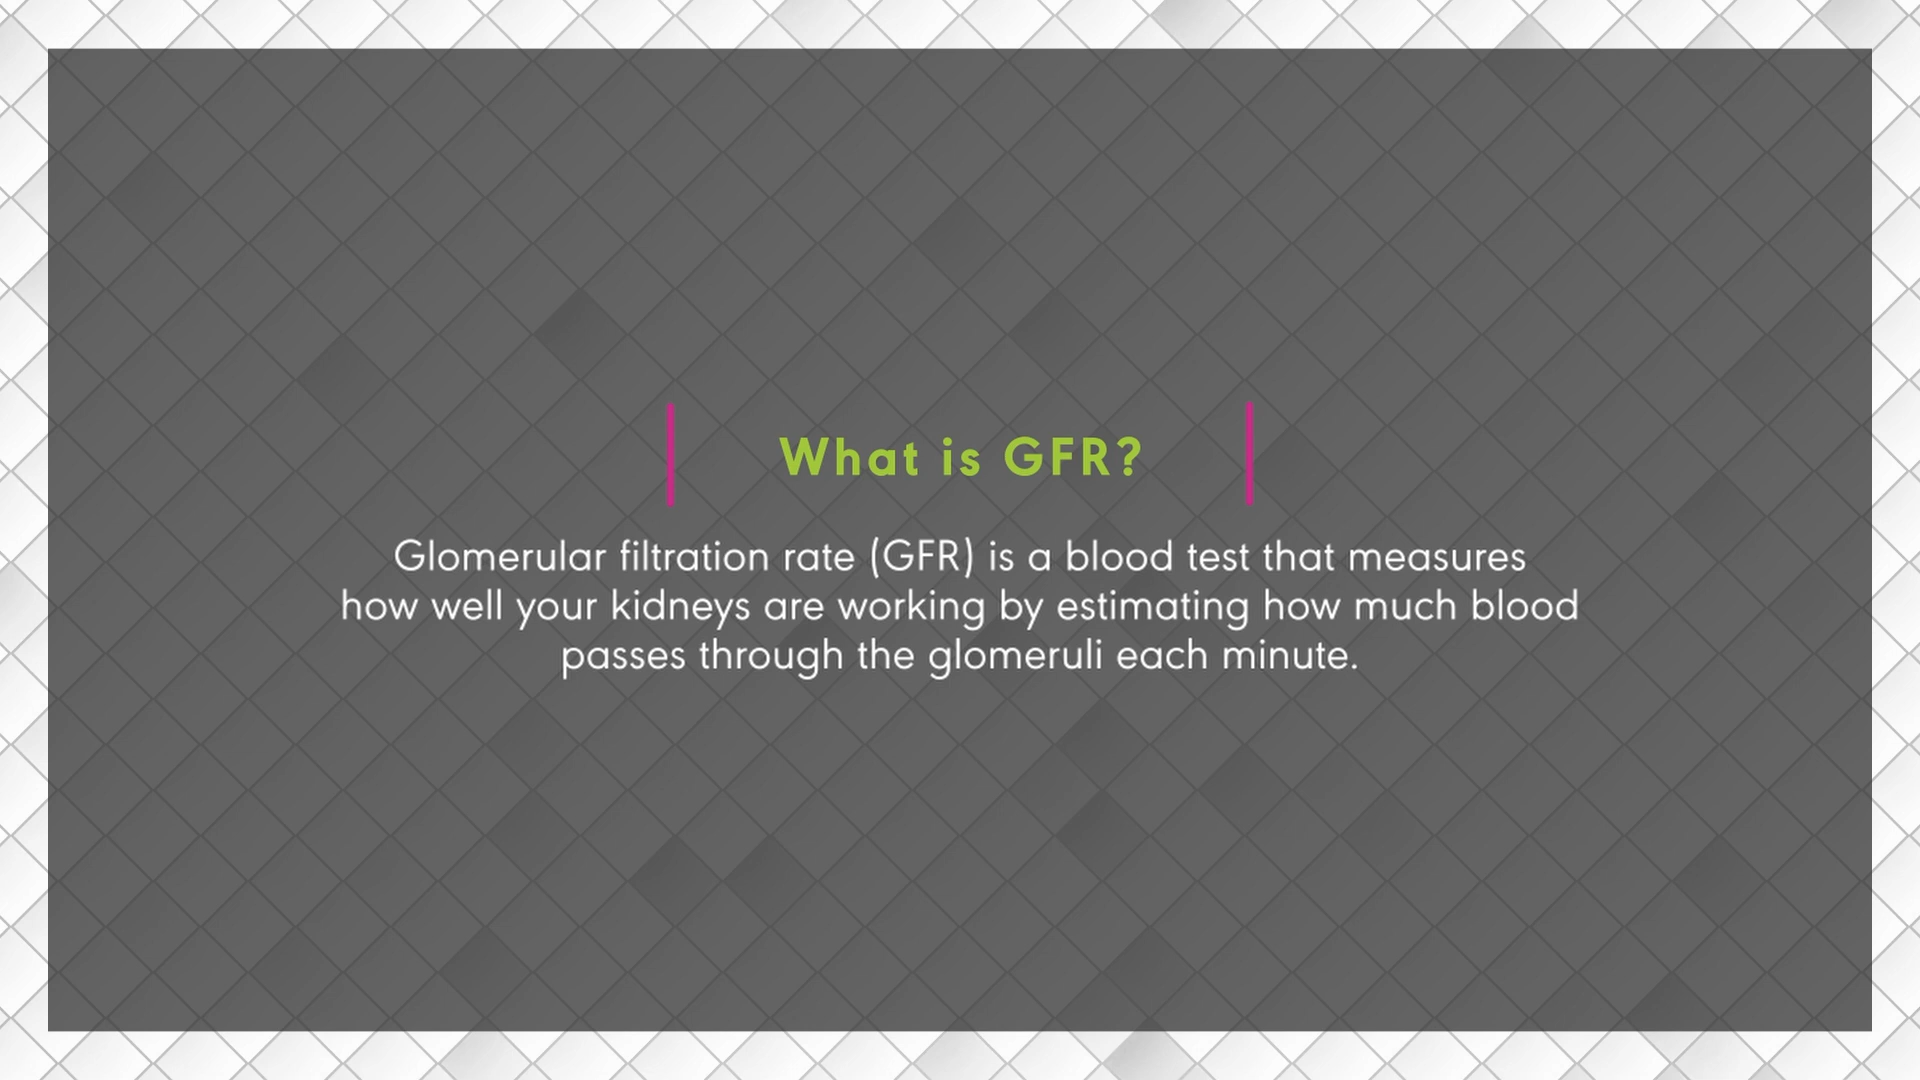 What is GFR?
Glomerular filtration rate (GFR) is a blood test that measures
how well your kidneys are working by estimating how much blood
passes through the glomeruli each minute.